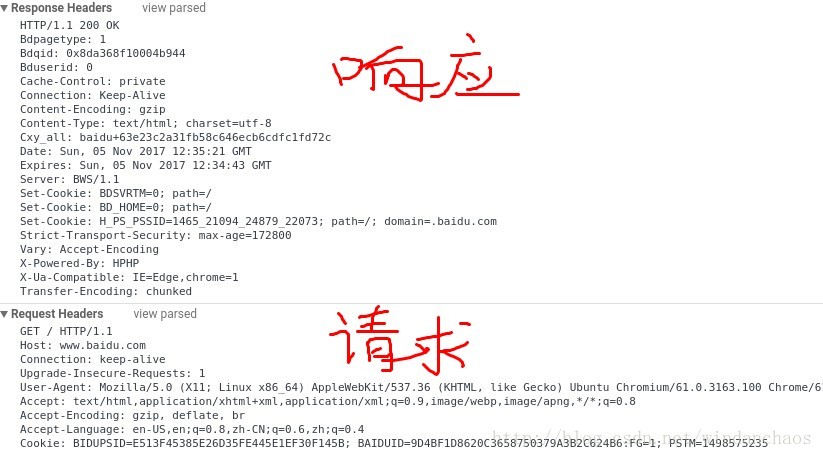 Response Headers view parsed
HTTP/1.1 200 OK
Bdpagetype: 1
Bdqid: 0x8da368f10004b944
Bduserid: 0
Cache-Control: private
Connection: Keep-Alive
Content-Encoding: gzip
Content-Type: text/html; charset=utf-8
Cxy_all: baidu+63e23c2a31fb58c646ecb6cdfc1fd72c
Date: Sun, 05 Nov 2017 12:35:21 GMT
Expires: Sun, 05 Nov 2017 12:34:43 GMT
Server: BWS/1.1
Set-Cookie: BDSVRTM=0; path=/
Set-Cookie: BD_HOME=0; path=/
Set-Cookie: H_PS_PSSID=1465_21094_24879_22073; path=/; domain=.baidu.com
Strict-Transport-Security: max-age=172800
Vary: Accept-Encoding
X-Powered-By: HPHP
X-Ua-Compatible: IE=Edge,chrome=1
Transfer-Encoding: chunked
响应
Request Headers view parsed
GET / HTTP/1.1
Host: www.baidu.com
Connection: keep-alive
Upgrade-Insecure-Requests: 1
User-Agent: Mozilla/5.0 (X11; Linux x86_64) AppleWebKit/537.36 (KHTML, like Gecko) Ubuntu Chromium/61.0.3163.100 Chrome/6
Accept: text/html,application/xhtml+xml,application/xml;q=0.9,image/webp,image/apng,*/*;q=0.8
Accept-Encoding: gzip, deflate, br
Accept-Language: en-US,en;q=0.8,zh-CN;q=0.6,zh;q=0.4
Cookie: BIDUPSID=E513F45385E26D35FE445E1EF30F145B; BAIDUID=9D4BF1D8620C3658750379A3B2C624B6:FG=1; PSTM=1498575235
请求